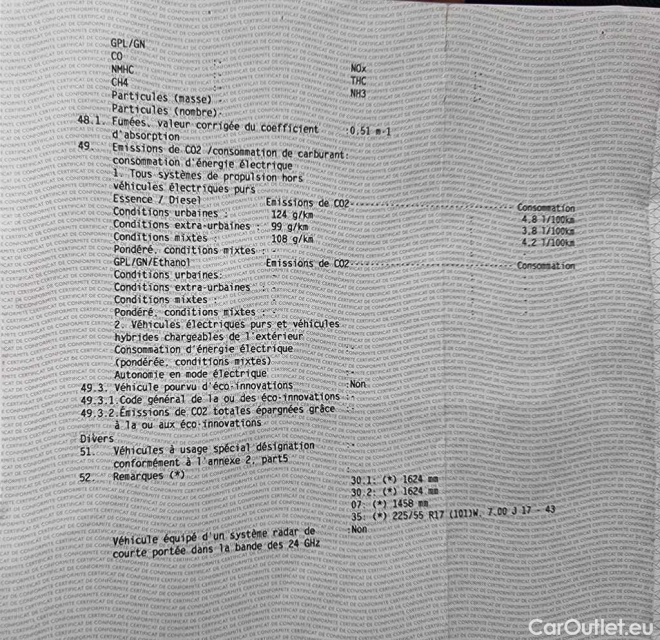 GPL/GN
CO :-
NMHC :- NOx :-
CH4 :- THC :-
Particules (masse) - NH3 :-
Particules (nombre)-
48.1. Fumées, valeur corrigée du coefficient :0,51 m-1
d'absorption
49. Emissions de CO2 /consommation de carburant:
consommation d'énergie électrique
1. Tous systèmes de propulsion hors
véhicules électriques purs
Essence / Diesel Emissions de CO2------------------------------ Consommation
Conditions urbaines : 124 g/km : 4,8 l/100km
Conditions extra-urbaines : 99 g/km : 3,8 l/100km
Conditions mixtes : 108 g/km : 4,2 l/100km
Pondéré, conditions mixtes : -
GPL/GN/Ethanol Emissions de CO2------------------------------ Consommation
Conditions urbaines: -
Conditions extra-urbaines : -
Conditions mixtes : -
Pondéré, conditions mixtes : -
2. Véhicules électriques purs et véhicules
hybrides chargeables de l'extérieur
Consommation d'énergie électrique
(pondérée, conditions mixtes) :-
Autonomie en mode électrique :-
49.3. Véhicule pourvu d'éco-innovations :Non
49.3.1.Code général de la ou des éco-innovations :-
49.3.2.Émissions de CO2 totales épargnées grâce :-
à la ou aux éco-innovations
Divers
51. Véhicules à usage spécial désignation :-
conformément à l'annexe 2, part5
52. Remarques (*)
30.1: (*) 1624 mm
30.2: (*) 1624 mm
07: (*) 1458 mm
35: (*) 225/55 R17 (101)W, 7.00 J 17 - 43
Véhicule équipé d'un système radar de :Non
courte portée dans la bande des 24 GHz
CarOutlet.eu